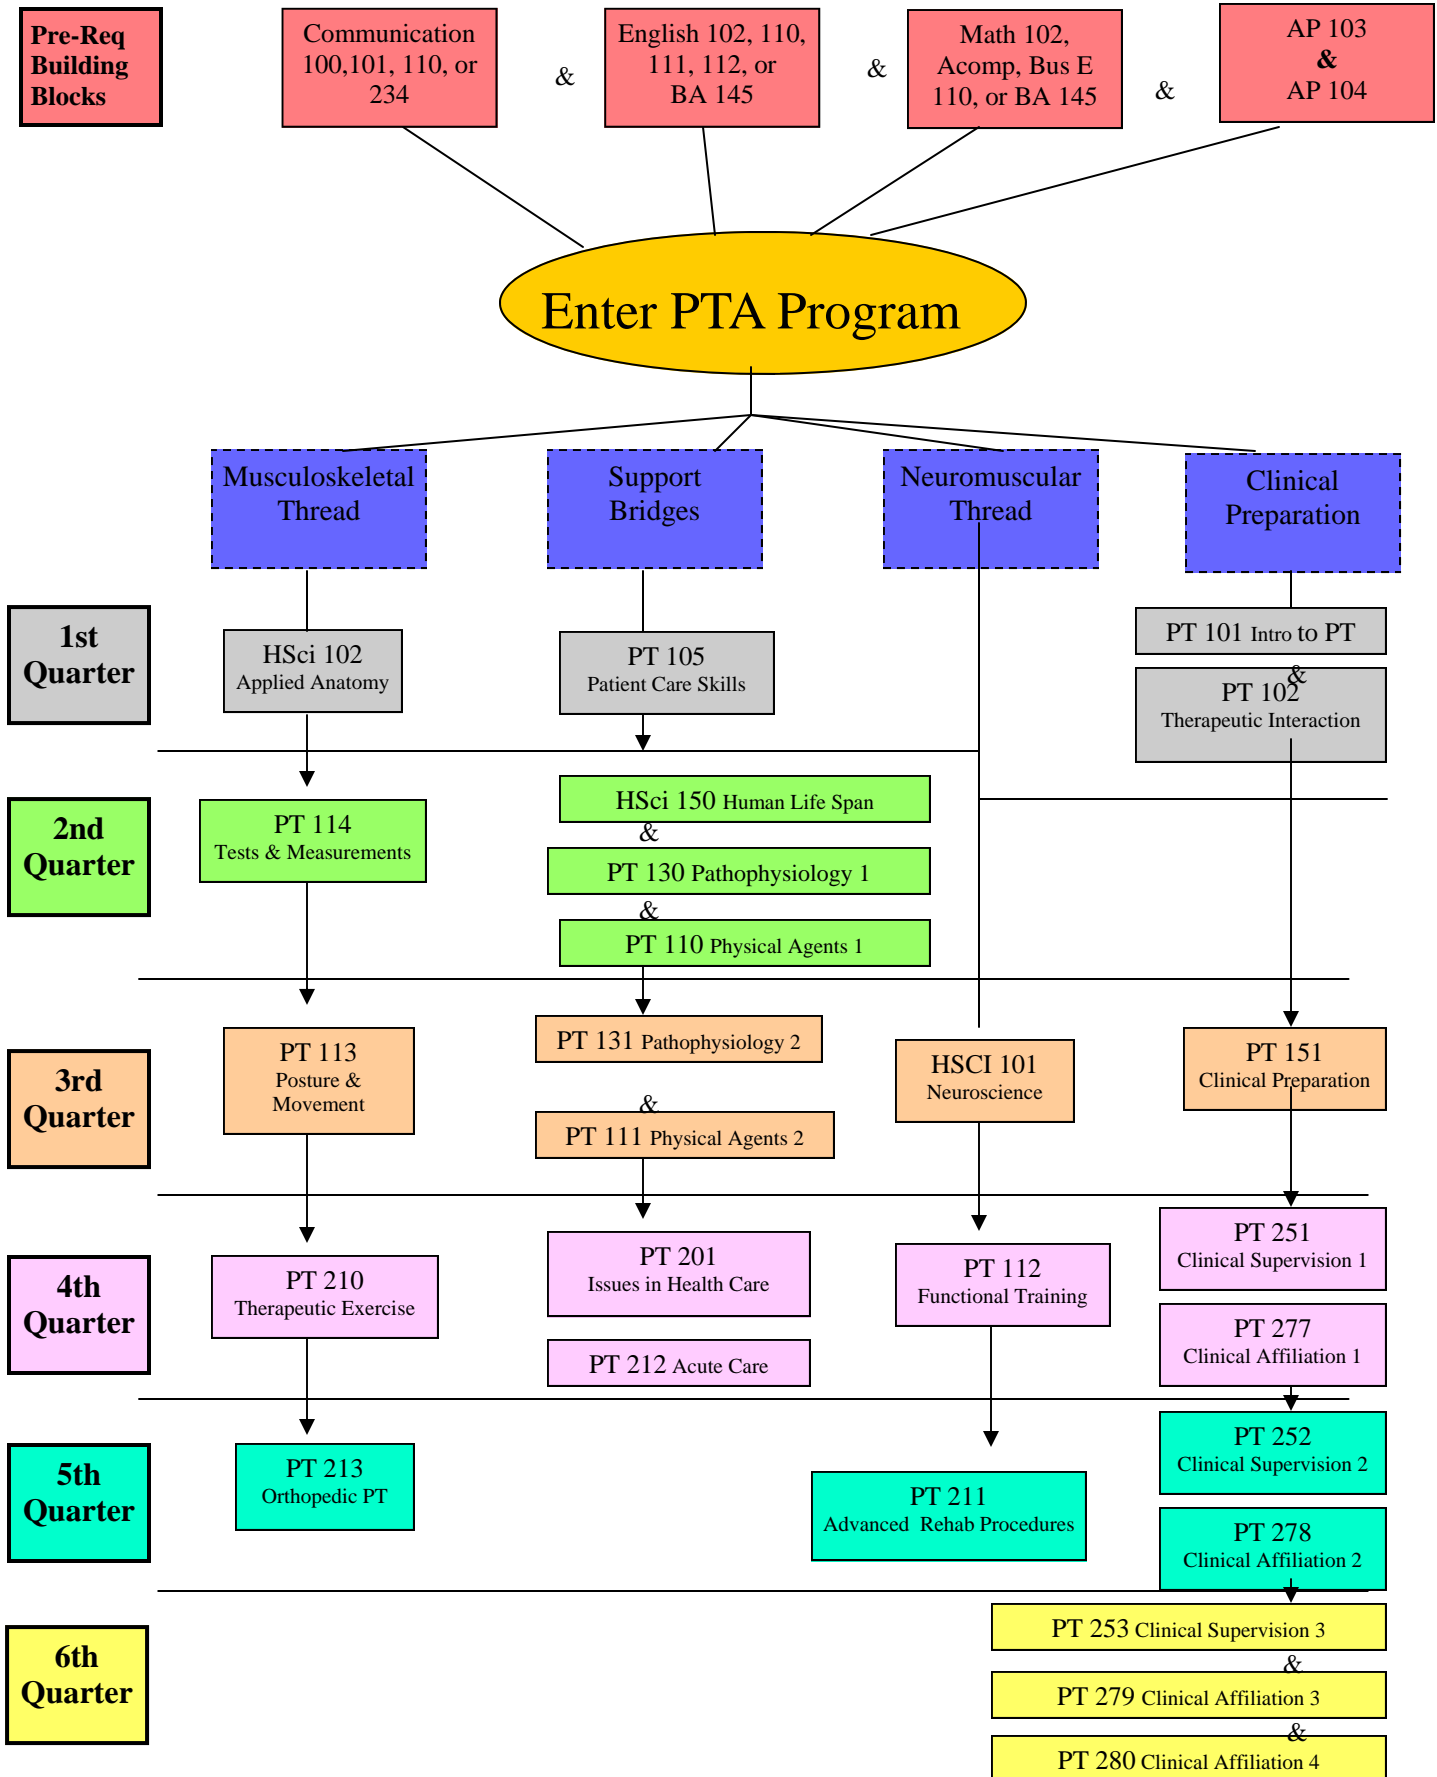 Pre-Req
Building
Blocks
Communication
100,101, 110, or
234
&
English 102, 110,
111, 112, or
BA 145
&
Math 102,
Acomp, Bus E
110, or BA 145
&
AP 103
&
AP 104
Enter PTA Program
Musculoskeletal
Thread
Support
Bridges
Neuromuscular
Thread
Clinical
Preparation
1st
Quarter
HSci 102
Applied Anatomy
PT 105
Patient Care Skills
PT 101 Intro to PT
&
PT 102
Therapeutic Interaction
2nd
Quarter
PT 114
Tests & Measurements
HSci 150 Human Life Span
&
PT 130 Pathophysiology 1
&
PT 110 Physical Agents 1
3rd
Quarter
PT 113
Posture &
Movement
PT 131 Pathophysiology 2
&
PT 111 Physical Agents 2
HSCI 101
Neuroscience
PT 151
Clinical Preparation
4th
Quarter
PT 210
Therapeutic Exercise
PT 201
Issues in Health Care
PT 212 Acute Care
PT 112
Functional Training
PT 251
Clinical Supervision 1
PT 277
Clinical Affiliation 1
5th
Quarter
PT 213
Orthopedic PT
PT 211
Advanced  Rehab Procedures
PT 252
Clinical Supervision 2
PT 278
Clinical Affiliation 2
6th
Quarter
PT 253 Clinical Supervision 3
&
PT 279 Clinical Affiliation 3
&
PT 280 Clinical Affiliation 4